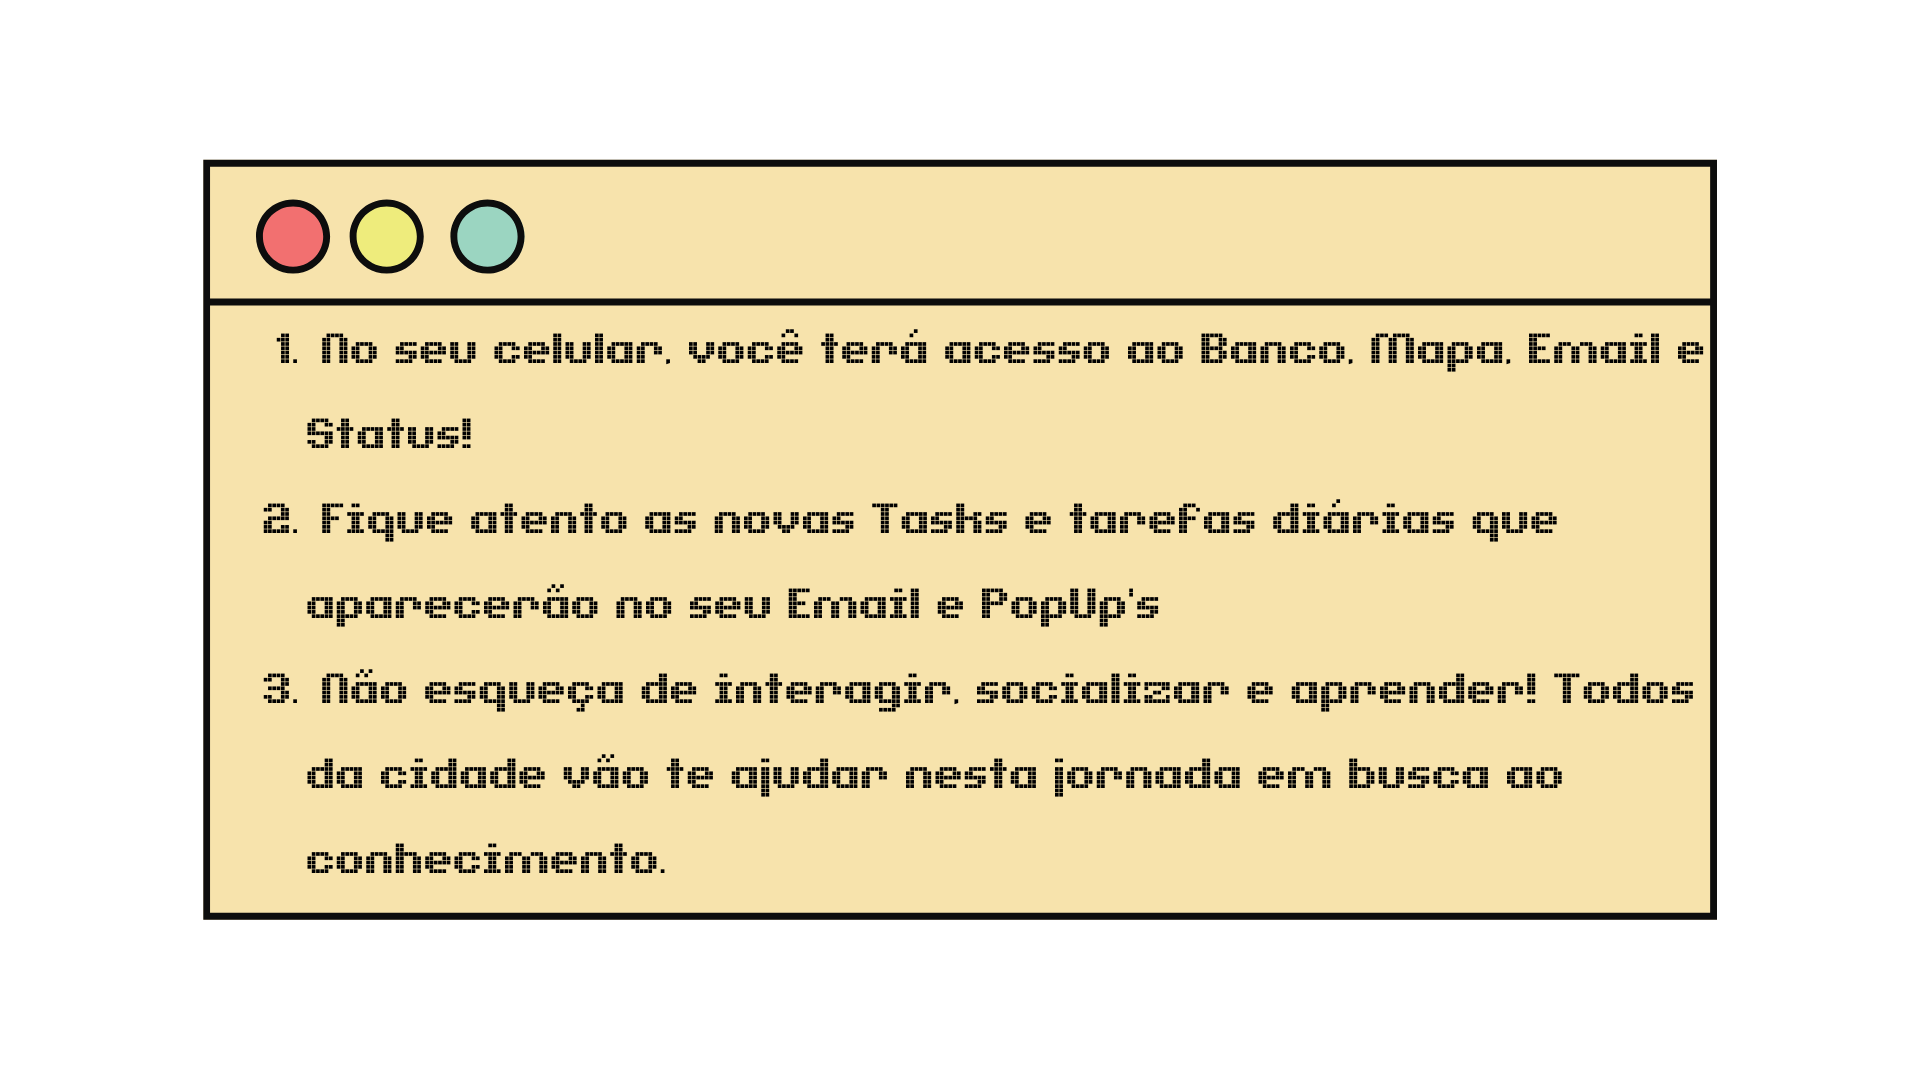 1. No seu celular, você terá acesso ao Banco, Mapa, Email e
Status!
2. Fique atento as novas Tasks e tarefas diárias que
aparecerão no seu Email e PopUp's
3. Não esqueça de interagir, socializar e aprender! Todos
da cidade vão te ajudar nesta jornada em busca ao
conhecimento.